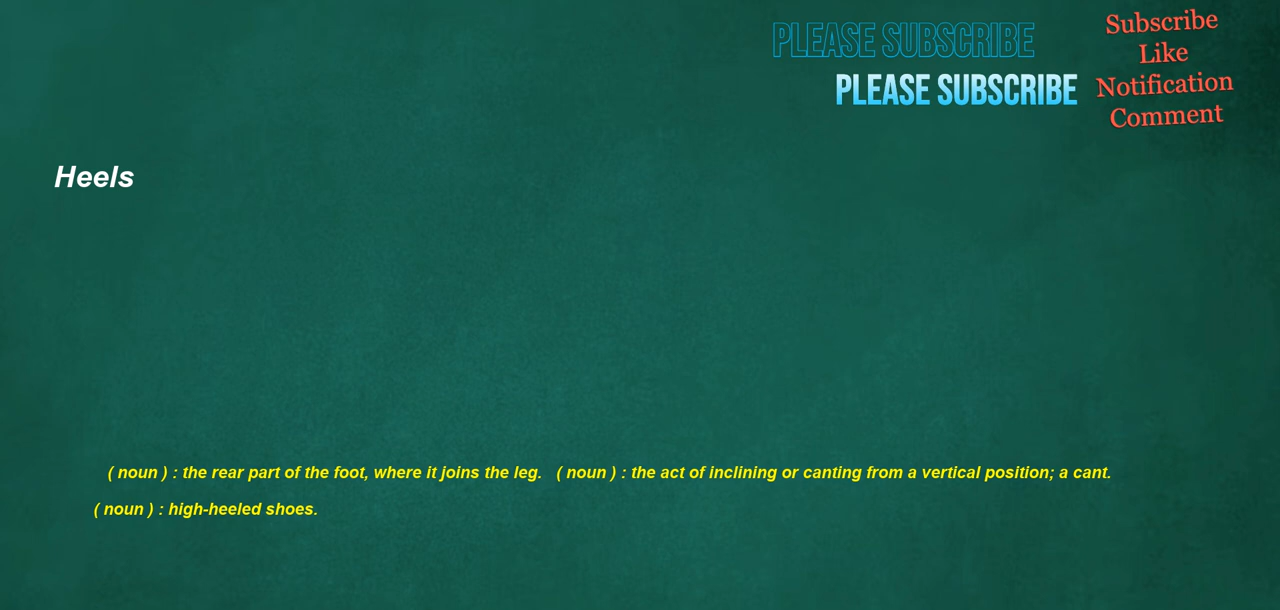 PLEASE SUBSCRIBE
PLEASE SUBSCRIBE
Subscribe
Like
Notification
Comment
Heels
( noun ) : the rear part of the foot, where it joins the leg.   ( noun ) : the act of inclining or canting from a vertical position; a cant.
( noun ) : high-heeled shoes.